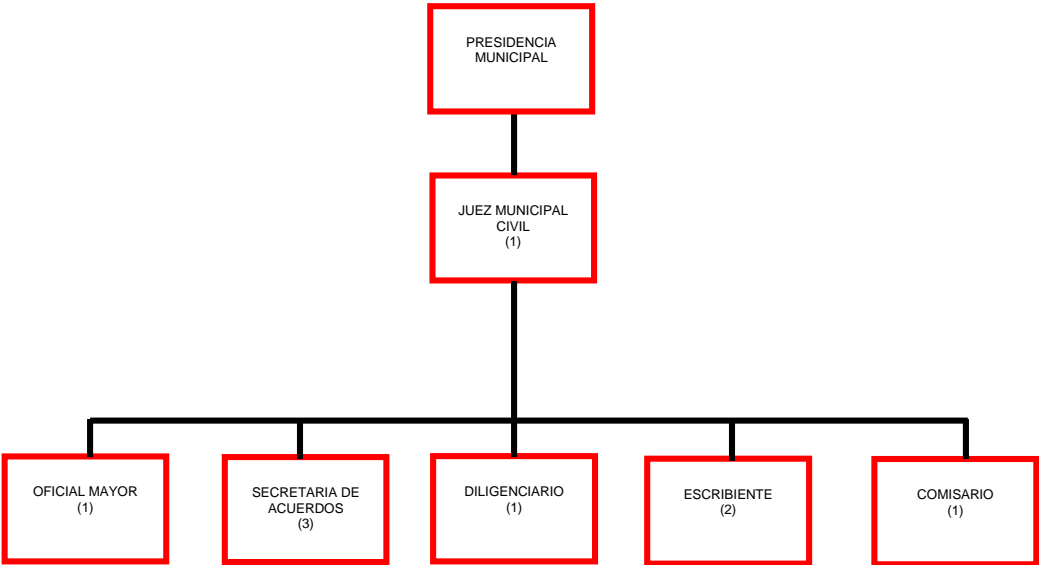 PRESIDENCIA
MUNICIPAL
JUEZ MUNICIPAL
CIVIL
(1)
OFICIAL MAYOR
(1)
SECRETARIA DE
ACUERDOS
(3)
DILIGENCIARIO
(1)
ESCRIBIENTE
(2)
COMISARIO
(1)